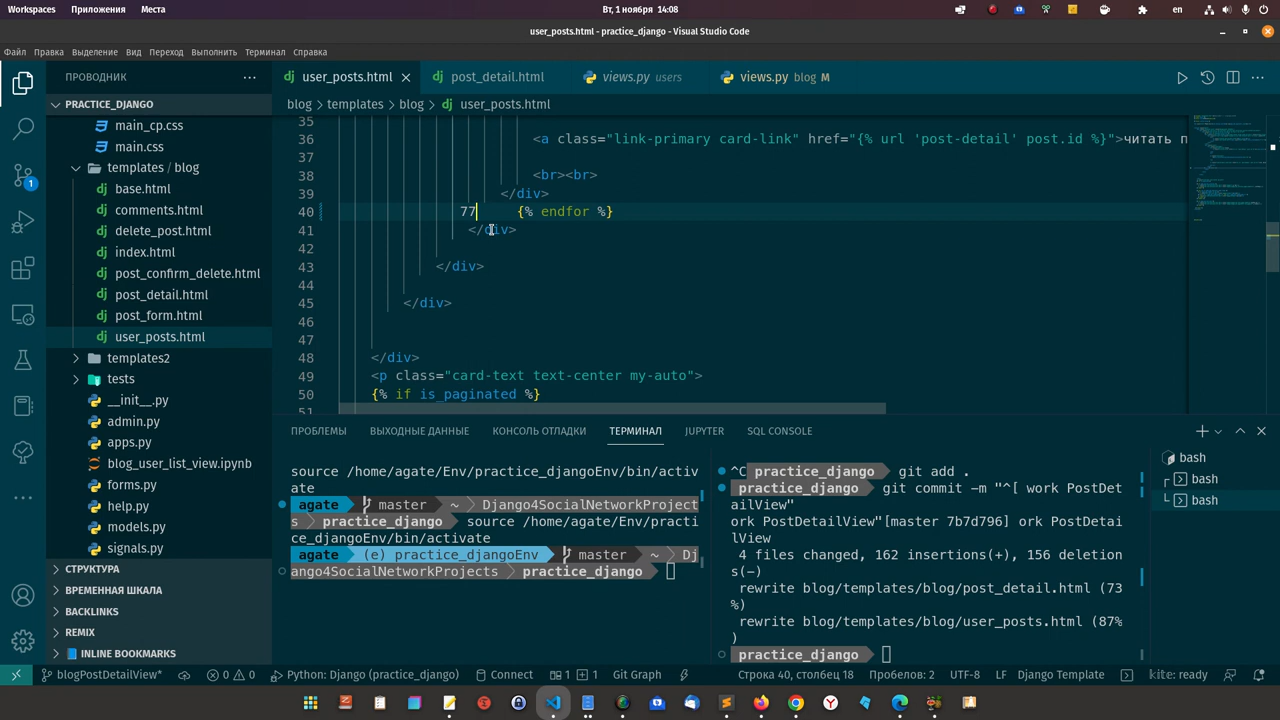 Workspaces Applications Places
Приложения
Места
Вт, 1 ноября 14:08
en
user_posts.html - practice_django - Visual Studio Code
Файл Правка Выделение Вид Переход Выполнить Терминал Справка
ПРОВОДНИК
user_posts.html
post_detail.html
views.py users
views.py blog M
PRACTICE_DJANGO
blog > templates > blog > user_posts.html
main_cp.css
main.css
templates / blog
base.html
comments.html
delete_post.html
index.html
post_confirm_delete.html
post_detail.html
post_form.html
user_posts.html
templates2
tests
__init__.py
admin.py
apps.py
blog_user_list_view.ipynb
forms.py
help.py
models.py
signals.py
СТРУКТУРА
ВРЕМЕННАЯ ШКАЛА
BACKLINKS
REMIX
INLINE BOOKMARKS
35
36 <a class="link-primary card-link" href="{% url 'post-detail' post.id %}">читать п
37
38 <br><br>
39 </div>
40 77 {% endfor %}
41 </div>
42
43 </div>
44
45 </div>
46
47
48 </div>
49 <p class="card-text text-center my-auto">
50 {% if is_paginated %}
51
ПРОБЛЕМЫ ВЫХОДНЫЕ ДАННЫЕ КОНСОЛЬ ОТЛАДКИ ТЕРМИНАЛ JUPYTER SQL CONSOLE
source /home/agate/Env/practice_djangoEnv/bin/activ
ate
agate master ~ Django4SocialNetworkProject
s practice_django source /home/agate/Env/practi
ce_djangoEnv/bin/activate
agate (e) practice_djangoEnv master ~ Dj
ango4SocialNetworkProjects practice_django
^C practice_django git add .
practice_django git commit -m "^[ work PostDet
ailView"
ork PostDetailView"[master 7b7d796] ork PostDetai
lView
4 files changed, 162 insertions(+), 156 deletion
s(-)
rewrite blog/templates/blog/post_detail.html (73
%)
rewrite blog/templates/blog/user_posts.html (87%
)
practice_django
bash
bash
bash
1
blogPostDetailView* 0 0 Python: Django (practice_django) Connect 1 1 Git Graph Строка 40, столбец 18 Пробелов: 2 UTF-8 LF Django Template kite: ready